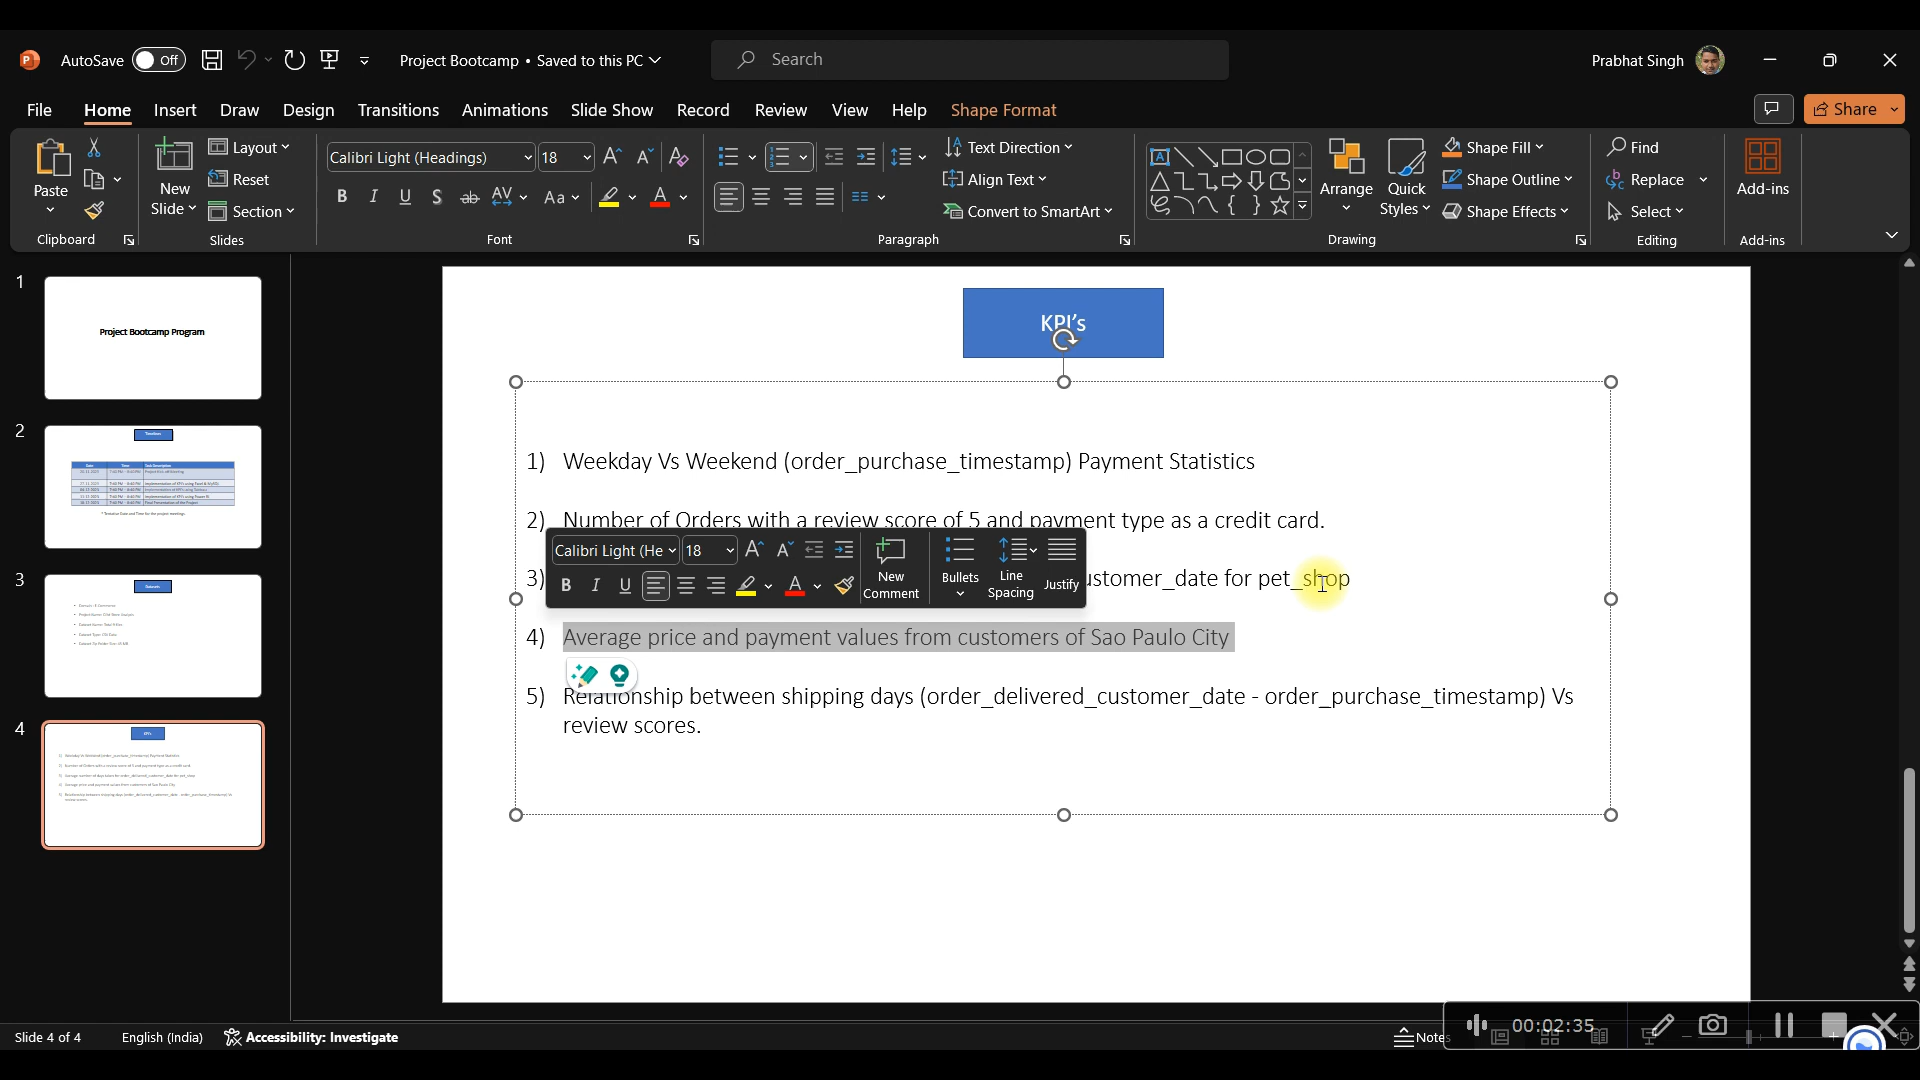 AutoSave Off Project Bootcamp • Saved to this PC Search Prabhat Singh
File Home Insert Draw Design Transitions Animations Slide Show Record Review View Help Shape Format Share
Paste
Clipboard
New Slide
Layout
Reset
Section
Slides
Calibri Light (Headings) 18
Font
Text Direction
Align Text
Convert to SmartArt
Paragraph
Arrange
Quick Styles
Shape Fill
Shape Outline
Shape Effects
Drawing
Find
Replace
Select
Editing
Add-ins
Add-ins
1
Project Bootcamp Program
2
3
4
KPI's
1) Weekday Vs Weekend (order_purchase_timestamp) Payment Statistics
2) Number of Orders with a review score of 5 and payment type as a credit card.
Calibri Light (He 18
New Comment
Bullets
Line Spacing
Justify
3) ustomer_date for pet_shop
4) Average price and payment values from customers of Sao Paulo City
5) Relationship between shipping days (order_delivered_customer_date - order_purchase_timestamp) Vs
review scores.
Slide 4 of 4 English (India) Accessibility: Investigate Notes 00:02:35